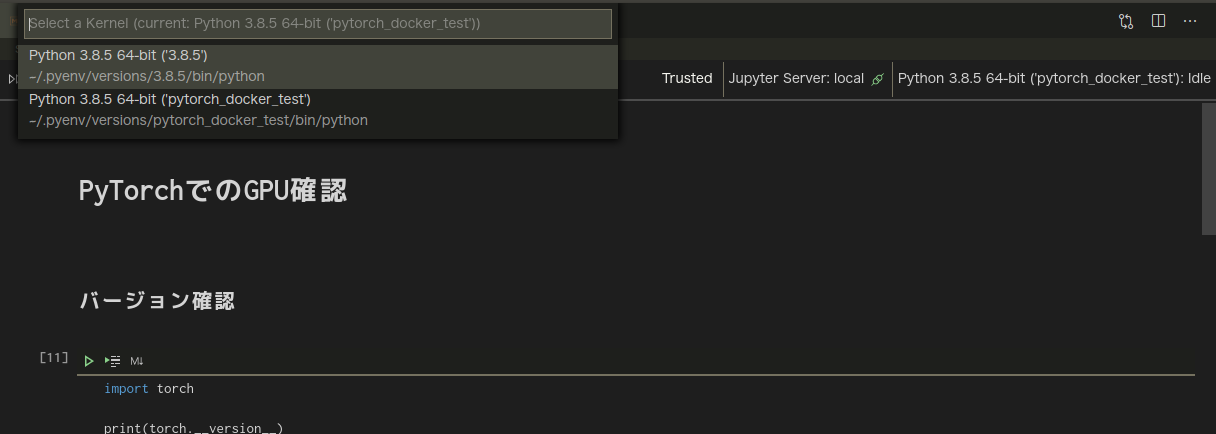 Select a Kernel (current: Python 3.8.5 64-bit ('pytorch_docker_test'))
Python 3.8.5 64-bit ('3.8.5')
~/.pyenv/versions/3.8.5/bin/python
Python 3.8.5 64-bit ('pytorch_docker_test')
~/.pyenv/versions/pytorch_docker_test/bin/python
Trusted
Jupyter Server: local
Python 3.8.5 64-bit ('pytorch_docker_test'): Idle
PyTorchでのGPU確認
バージョン確認
[11]
M↓
import torch
print(torch.__version__)